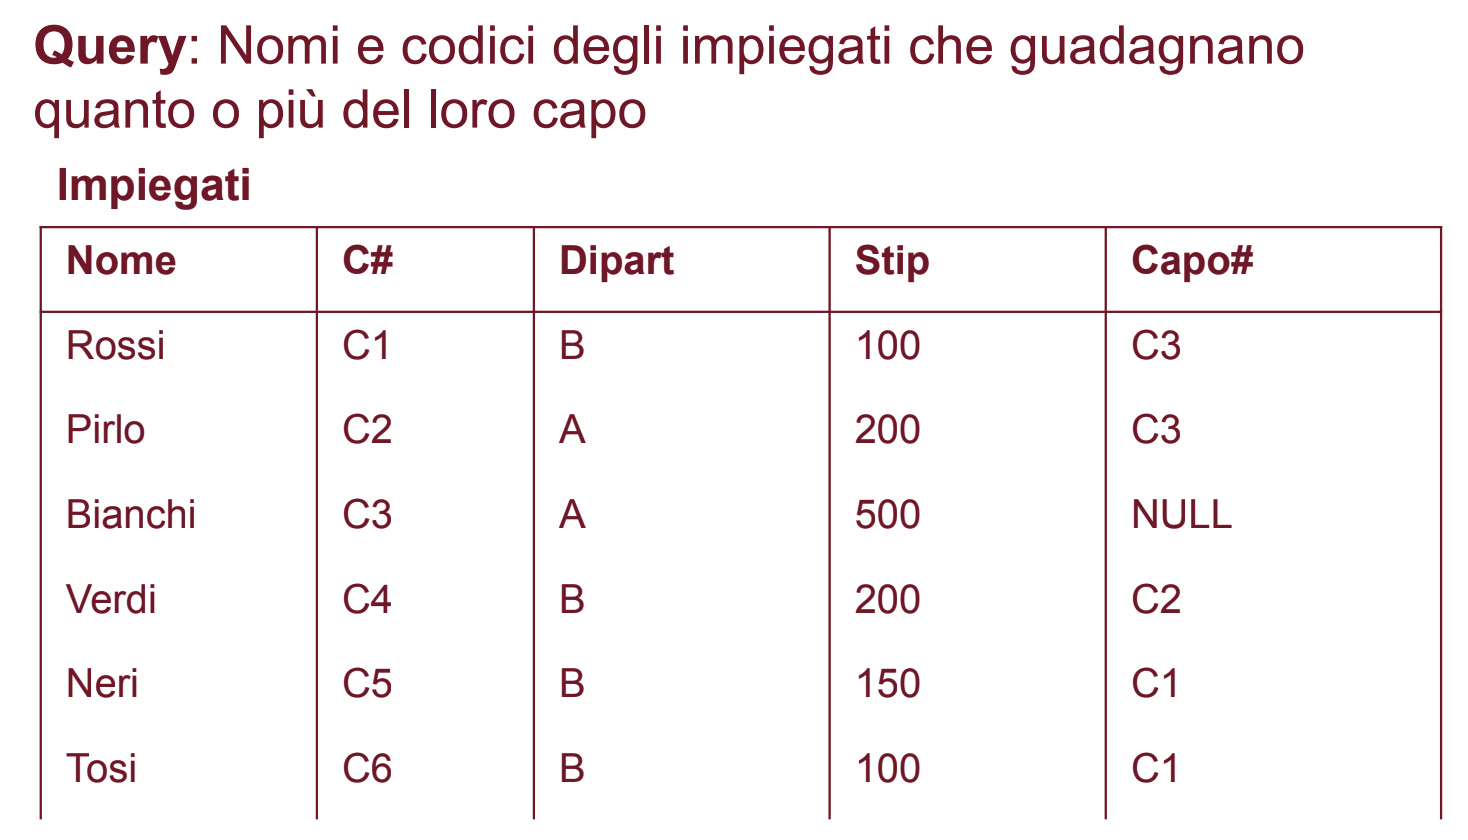 Query: Nomi e codici degli impiegati che guadagnano
quanto o più del loro capo
Impiegati
Nome C# Dipart Stip Capo#
Rossi C1 B 100 C3
Pirlo C2 A 200 C3
Bianchi C3 A 500 NULL
Verdi C4 B 200 C2
Neri C5 B 150 C1
Tosi C6 B 100 C1